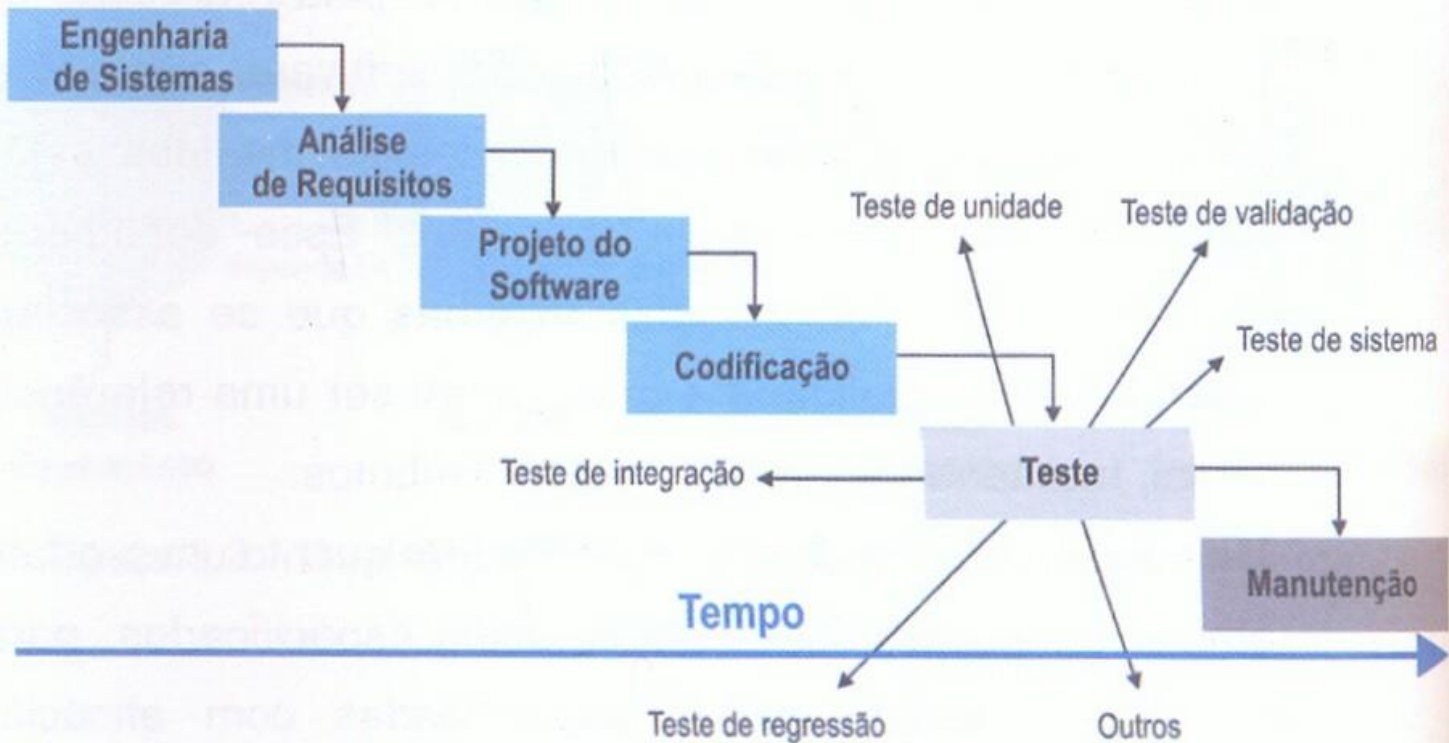 Engenharia
de Sistemas
Análise
de Requisitos
Projeto do
Software
Codificação
Teste de unidade
Teste de validação
Teste de sistema
Teste de integração
Teste
Manutenção
Tempo
Teste de regressão
Outros